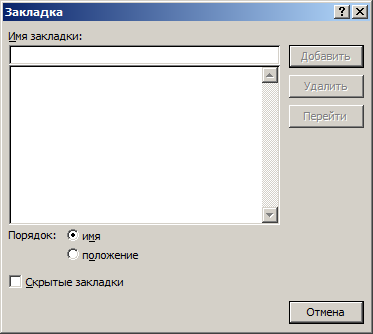 Закладка
Имя закладки:
Добавить
Удалить
Перейти
Порядок:
имя
положение
Скрытые закладки
Отмена